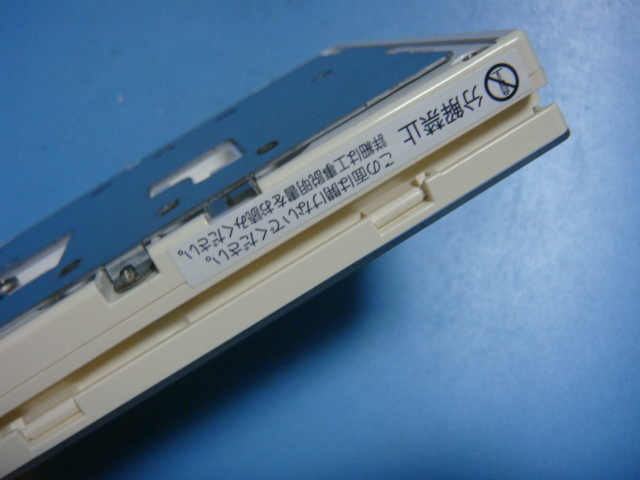 分解禁止
この面は開けないでください。
詳細は工事説明書をお読みください。